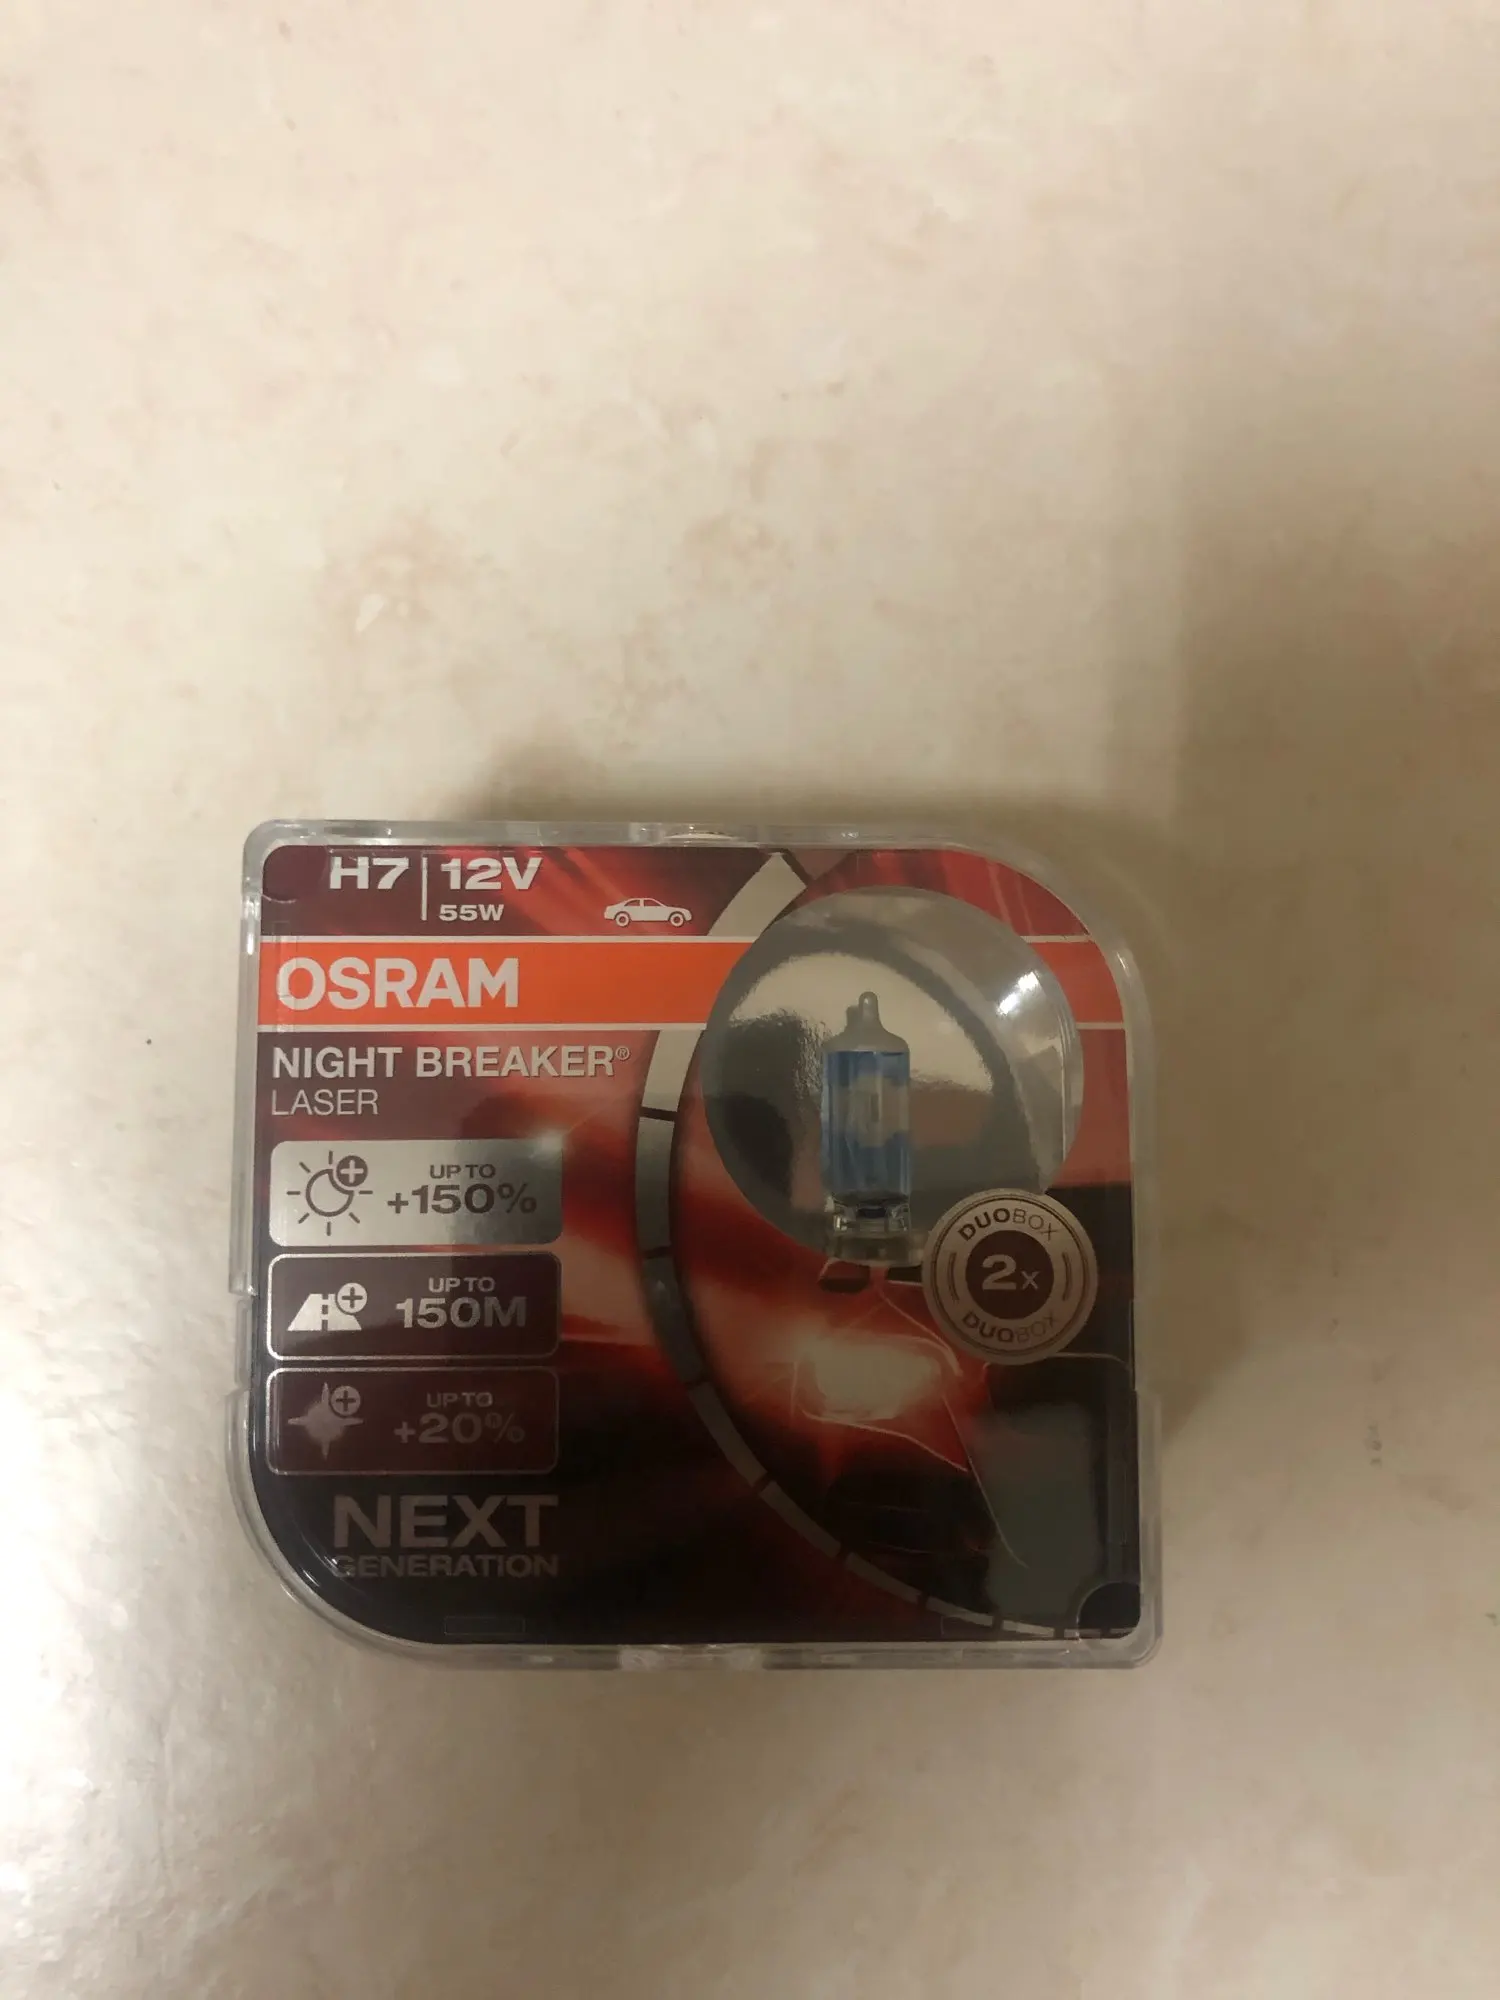 H7 | 12V
55W
OSRAM
NIGHT BREAKER®
LASER
UP TO
+150%
UP TO
150M
UP TO
+20%
DUOBOX
2x
DUOBOX
NEXT
GENERATION